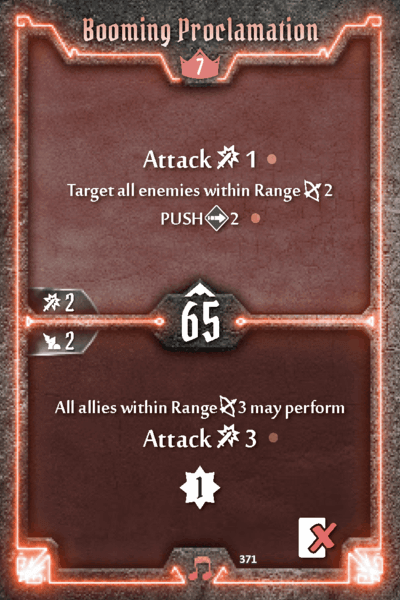 Booming Proclamation
7
Attack 1
Target all enemies within Range 2
PUSH 2
2
65
2
All allies within Range 3 may perform
Attack 3
1
371